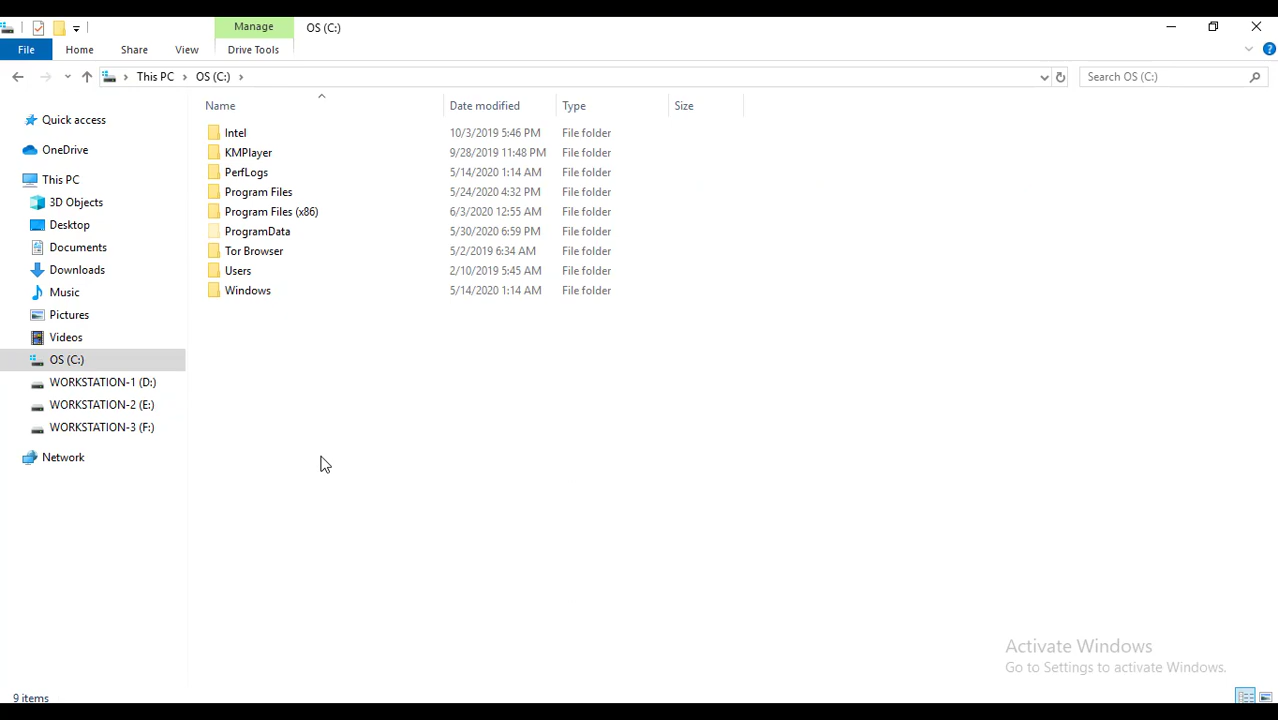 Manage
OS (C:)
File
Home
Share
View
Drive Tools
This PC
OS (C:)
Search OS (C:)
Name
Date modified
Type
Size
Quick access
OneDrive
This PC
3D Objects
Desktop
Documents
Downloads
Music
Pictures
Videos
OS (C:)
WORKSTATION-1 (D:)
WORKSTATION-2 (E:)
WORKSTATION-3 (F:)
Network
Intel 10/3/2019 5:46 PM File folder
KMPlayer 9/28/2019 11:48 PM File folder
PerfLogs 5/14/2020 1:14 AM File folder
Program Files 5/24/2020 4:32 PM File folder
Program Files (x86) 6/3/2020 12:55 AM File folder
ProgramData 5/30/2020 6:59 PM File folder
Tor Browser 5/2/2019 6:34 AM File folder
Users 2/10/2019 5:45 AM File folder
Windows 5/14/2020 1:14 AM File folder
Activate Windows
Go to Settings to activate Windows.
9 items